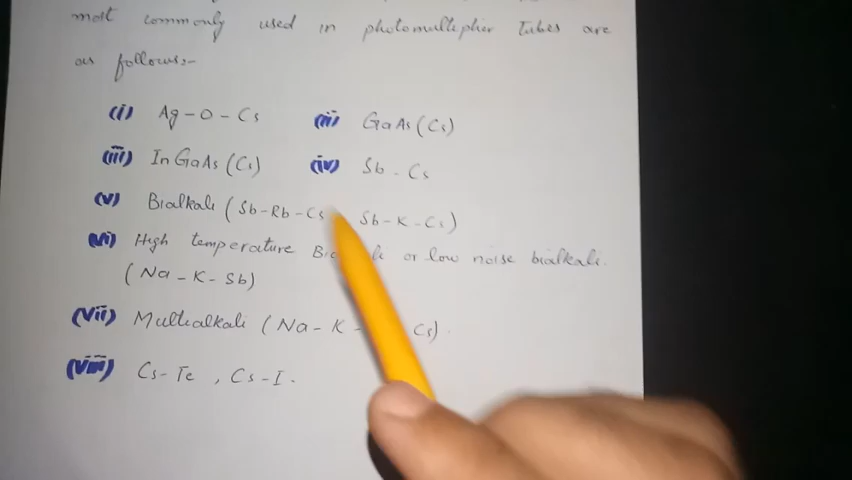 most commonly used in photomultiplier tubes are
as follows:-
(i) Ag-O-Cs (ii) GaAs(Cs)
(iii) InGaAs(Cs) (iv) Sb-Cs
(v) Bialkali (Sb-Rb-Cs Sb-K-Cs)
(vi) High temperature or low noise bialkali.
(Na-K-Sb)
(vii) Multialkali (Na-K- Cs).
(viii) Cs-Te, Cs-I.